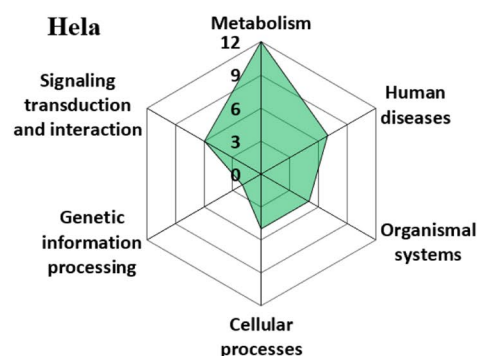 Hela
Metabolism
12
9
6
3
0
Human
diseases
Organismal
systems
Cellular
processes
Genetic
information
processing
Signaling
transduction
and interaction